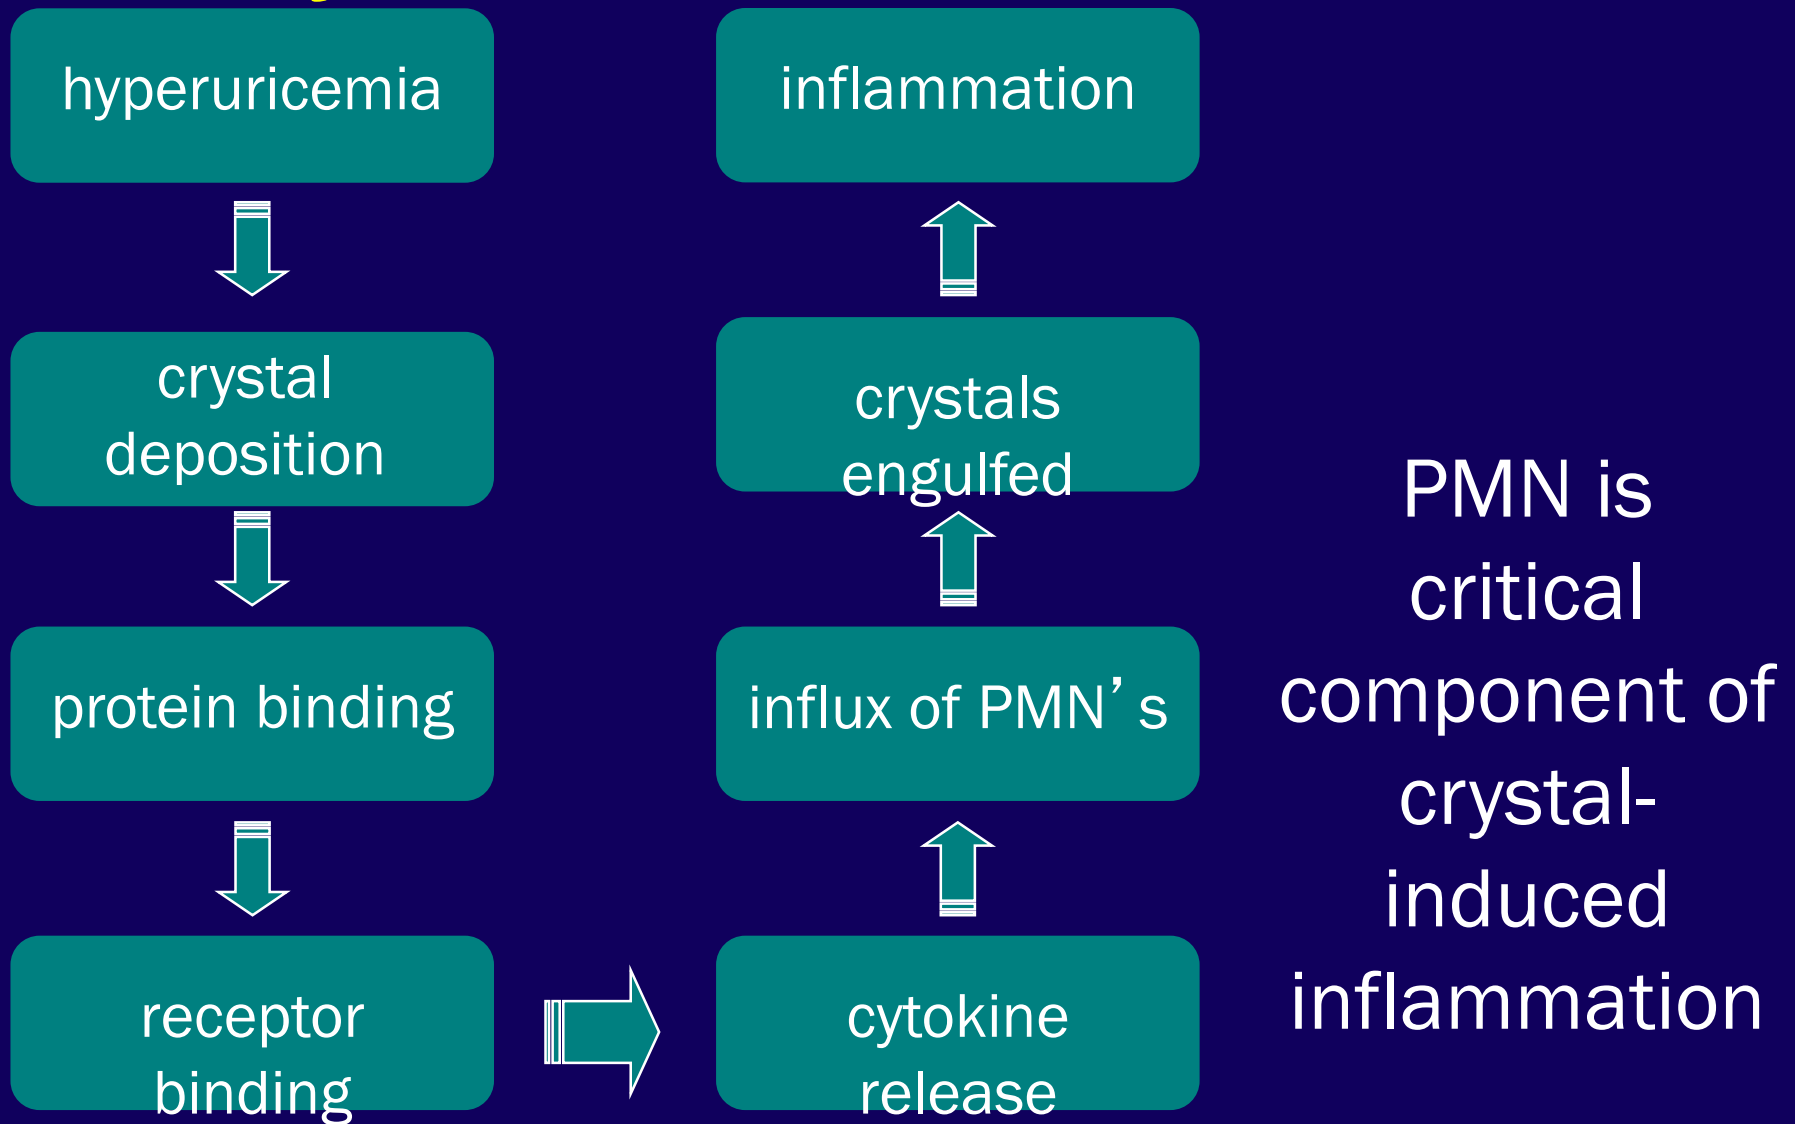 hyperuricemia
crystal
deposition
protein binding
receptor
binding
cytokine
release
influx of PMN’s
crystals
engulfed
inflammation
PMN is
critical
component of
crystal-
induced
inflammation